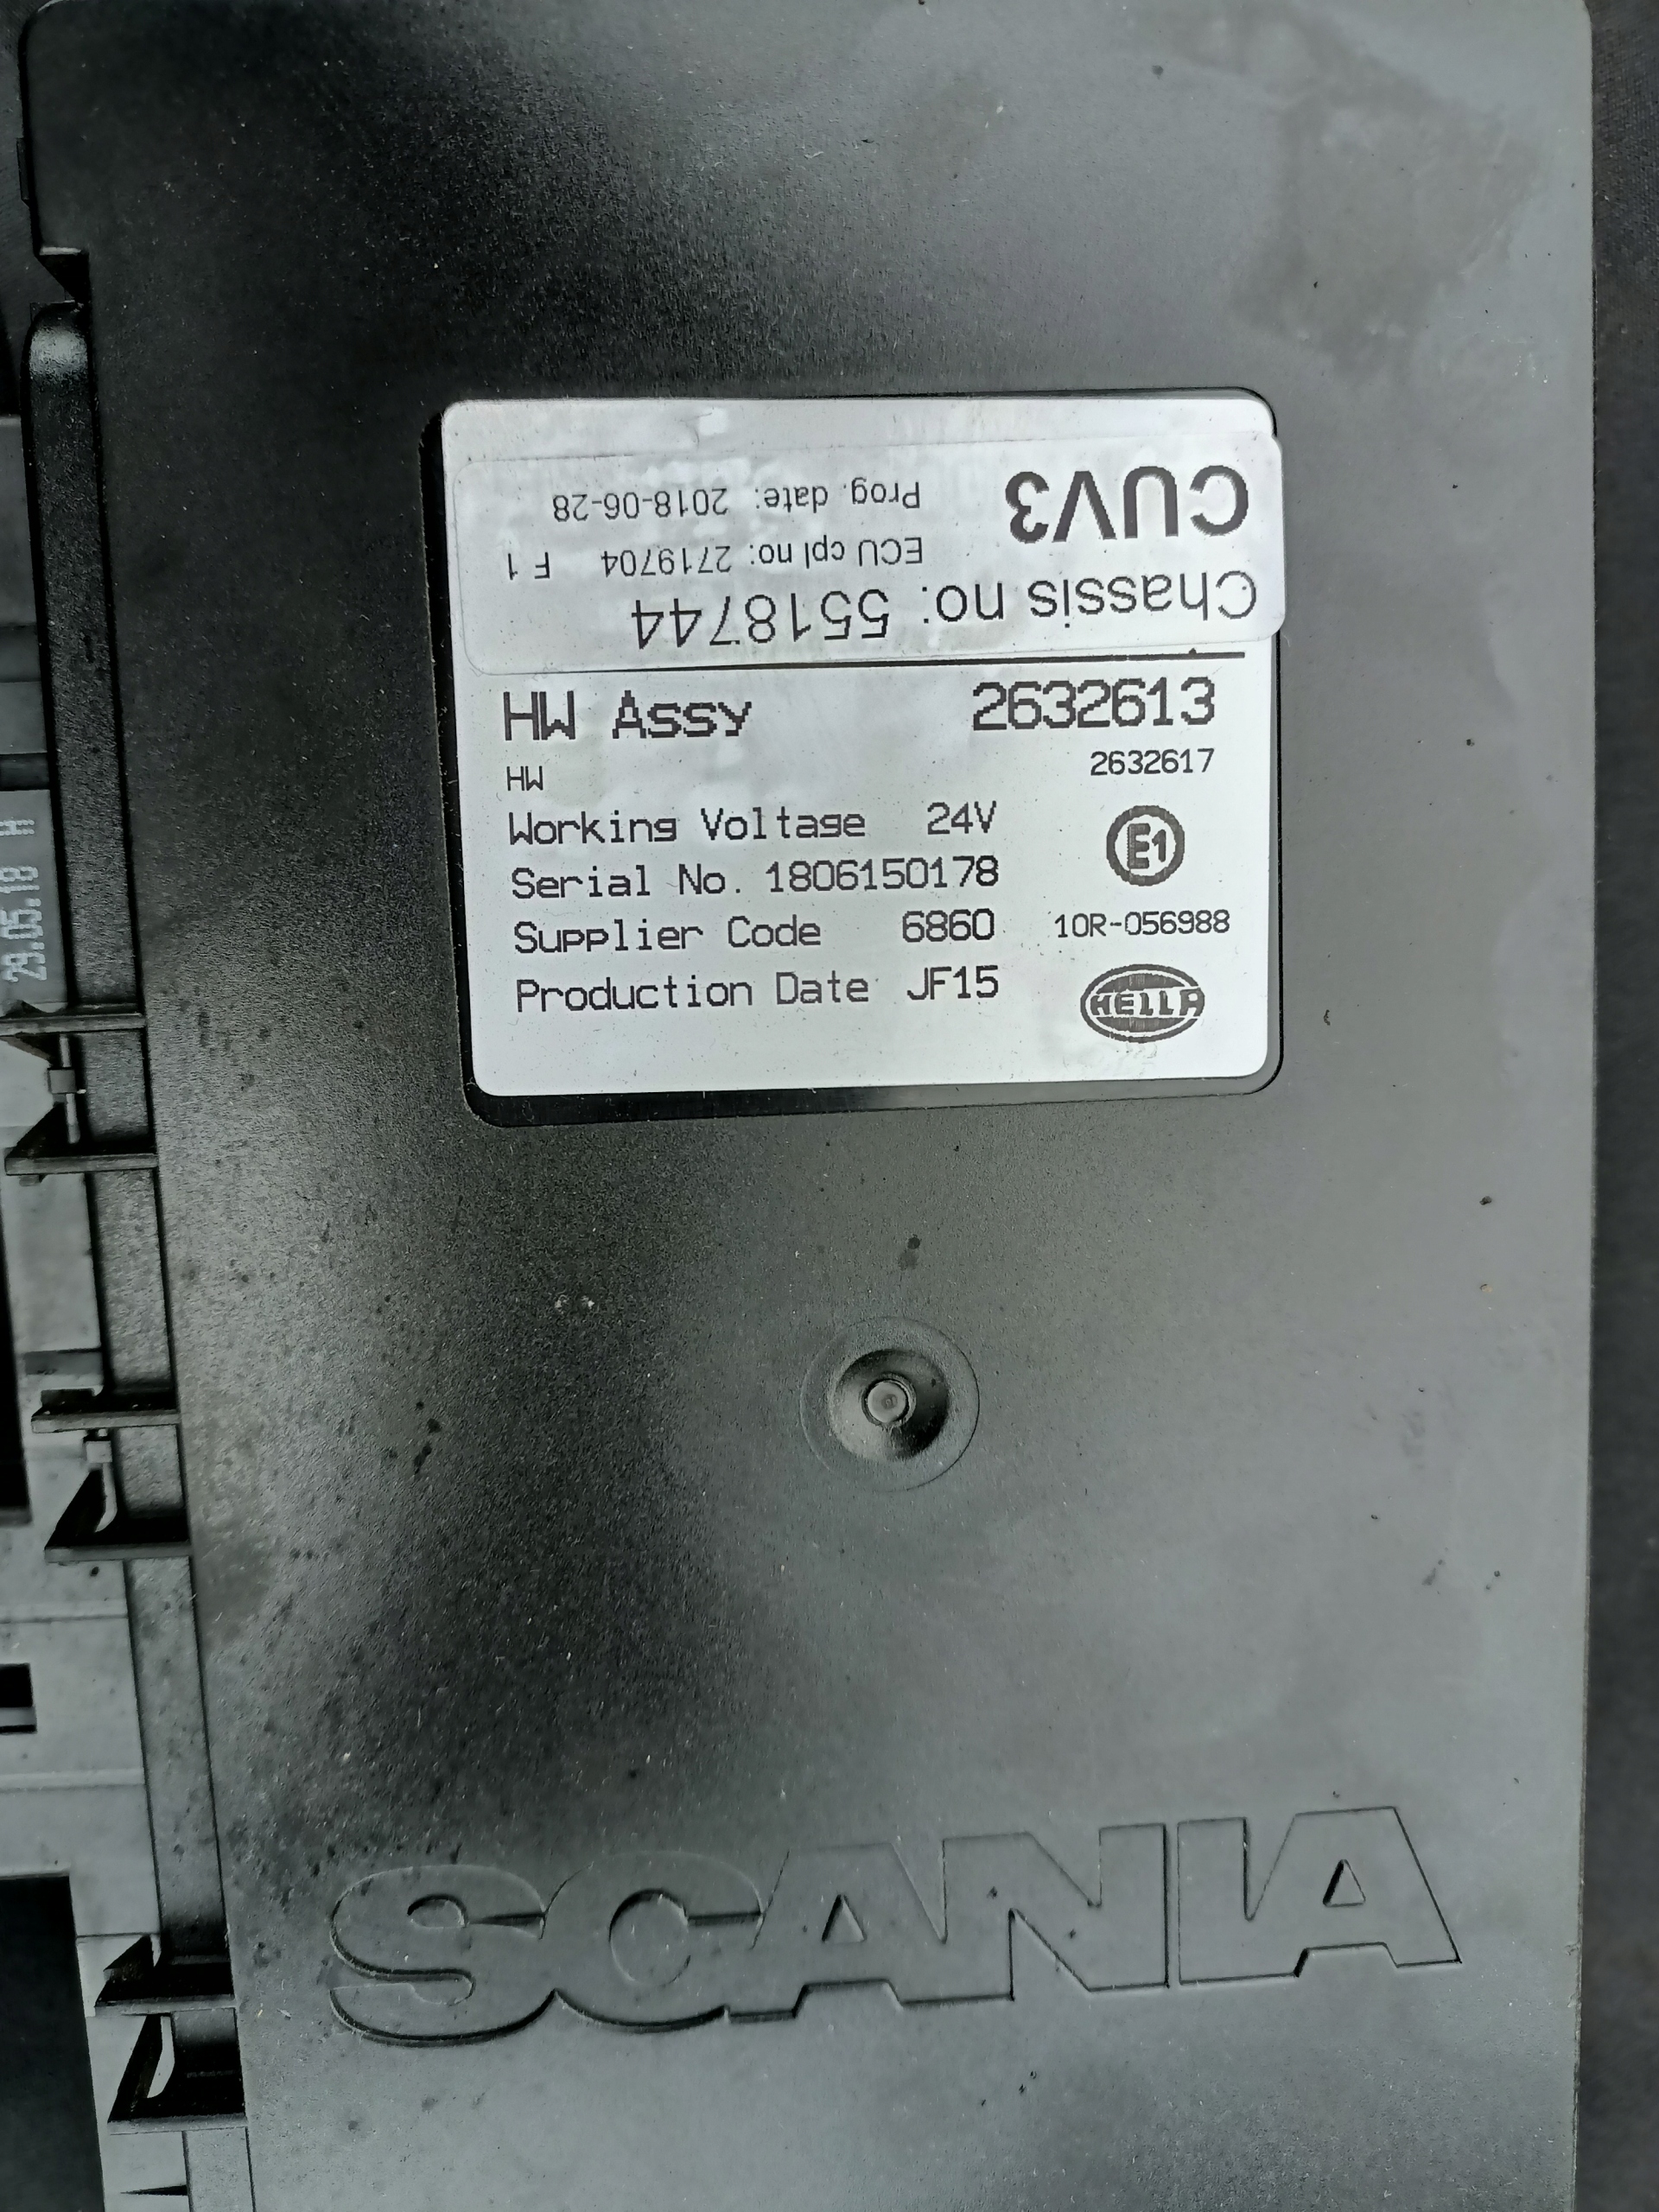 CUV3
Prog. date: 2018-06-28
ECU cpl no: 2719704 F 1
Chassis no: 5518744
HW Assy 2632613
HW 2632617
Working Voltage 24V
E1
Serial No. 1806150178
Supplier Code 6860 10R-056988
Production Date JF15
HELLA
29.05.18 H
SCANIA